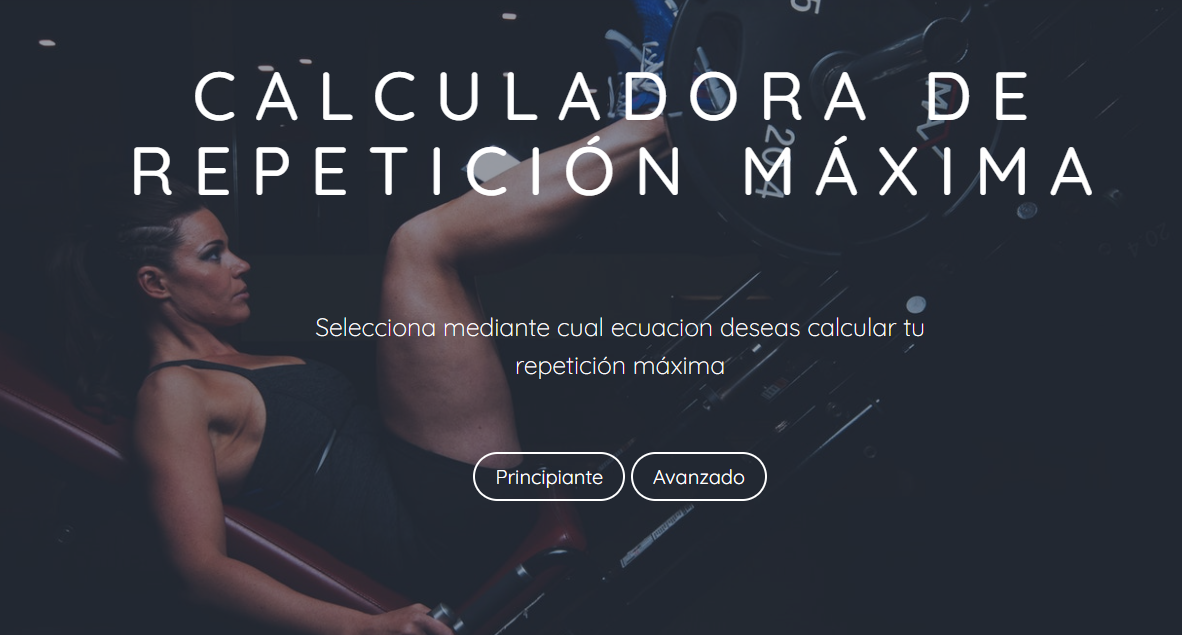 CALCULADORA DE
REPETICIÓN MÁXIMA
Selecciona mediante cual ecuacion deseas calcular tu
repetición máxima
Principiante
Avanzado